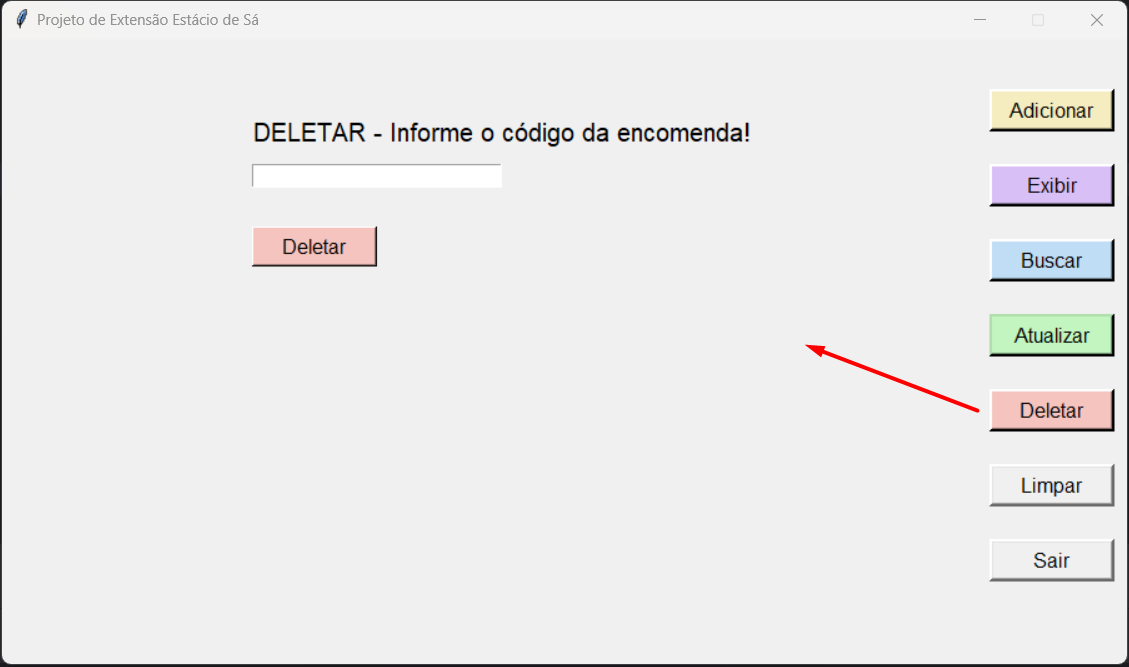 Projeto de Extensão Estácio de Sá
DELETAR - Informe o código da encomenda!
Deletar
Adicionar
Exibir
Buscar
Atualizar
Deletar
Limpar
Sair